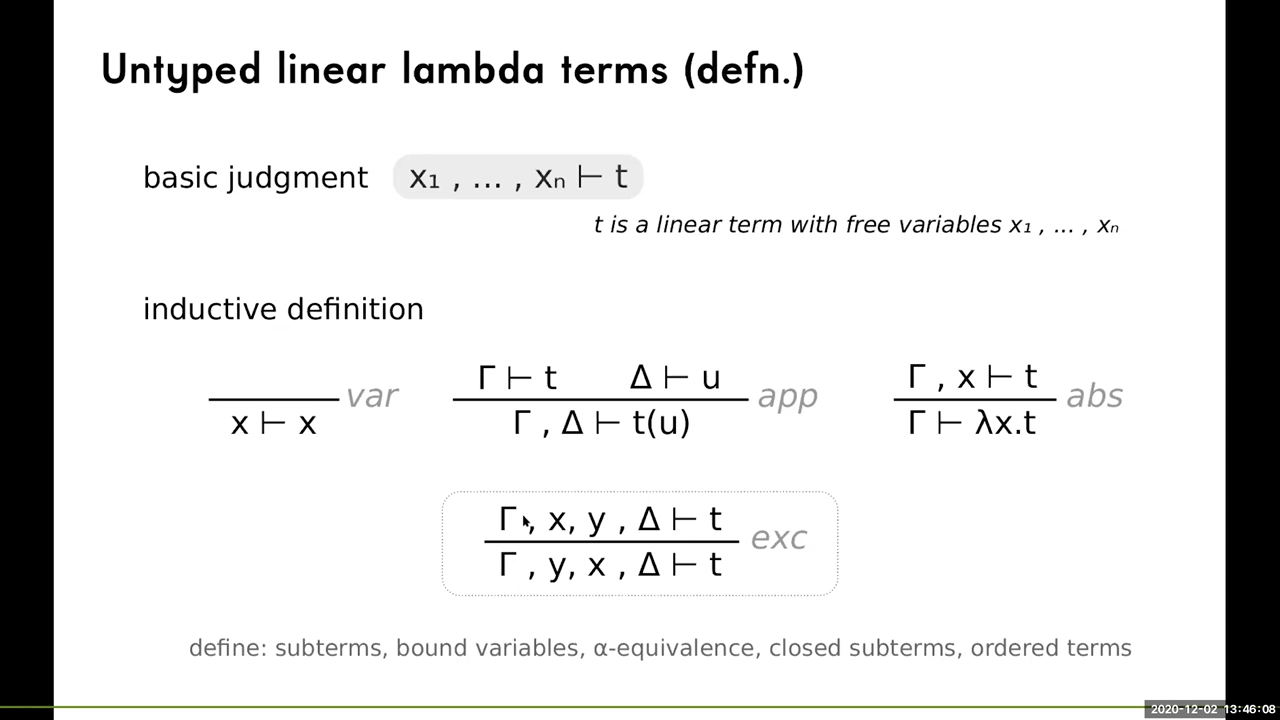 Untyped linear lambda terms (defn.)
basic judgment x₁ , ... , xₙ ⊢ t
t is a linear term with free variables x₁ , ... , xₙ
inductive definition
x ⊢ x var
Γ ⊢ t Δ ⊢ u
Γ , Δ ⊢ t(u) app
Γ , x ⊢ t
Γ ⊢ λx.t abs
Γ , x, y , Δ ⊢ t
Γ , y, x , Δ ⊢ t exc
define: subterms, bound variables, α-equivalence, closed subterms, ordered terms
2020-12-02 13:46:08